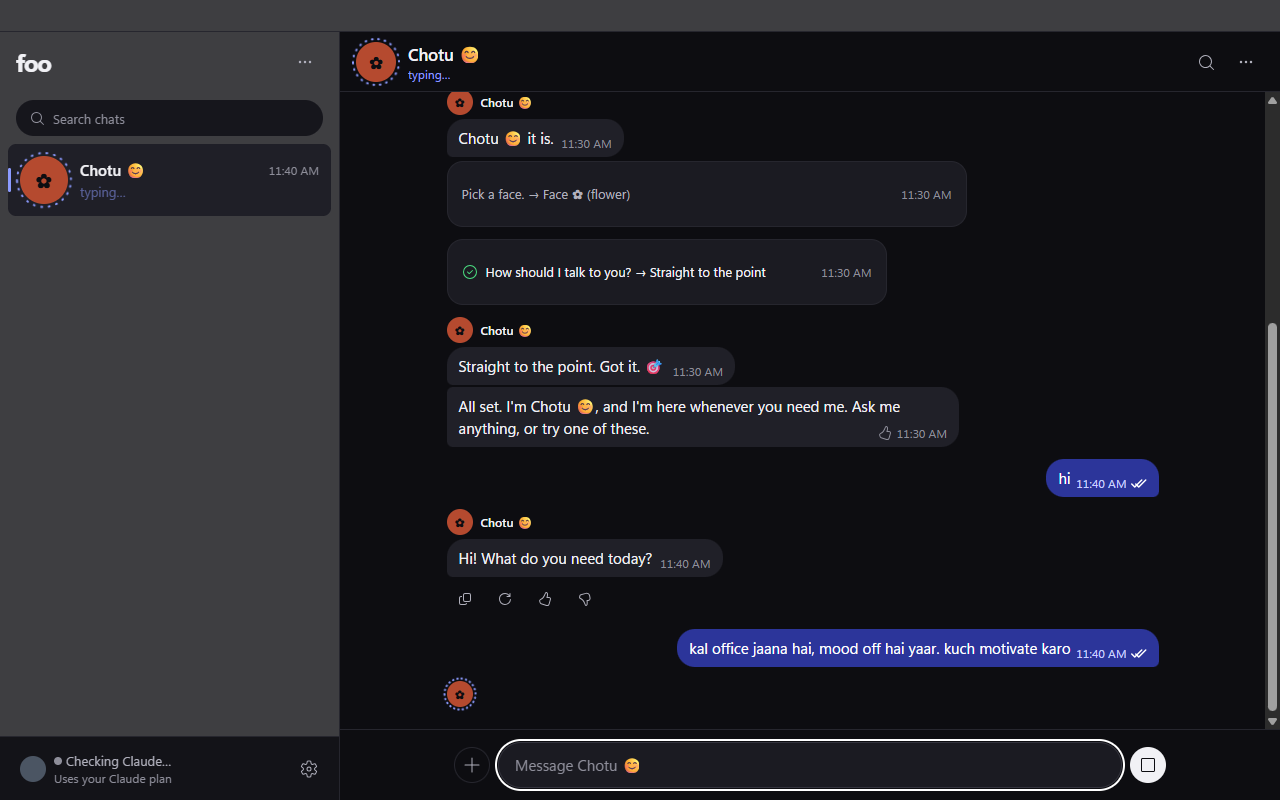 foo
Search chats
Chotu 😊
11:40 AM
typing...
Checking Claude...
Uses your Claude plan
Chotu 😊
typing...
Chotu 😊
Chotu 😊 it is. 11:30 AM
Pick a face. → Face ✿ (flower) 11:30 AM
How should I talk to you? → Straight to the point 11:30 AM
Chotu 😊
Straight to the point. Got it. 🎯 11:30 AM
All set. I'm Chotu 😊, and I'm here whenever you need me. Ask me
anything, or try one of these. 11:30 AM
hi 11:40 AM
Chotu 😊
Hi! What do you need today? 11:40 AM
kal office jaana hai, mood off hai yaar. kuch motivate karo 11:40 AM
Message Chotu 😊